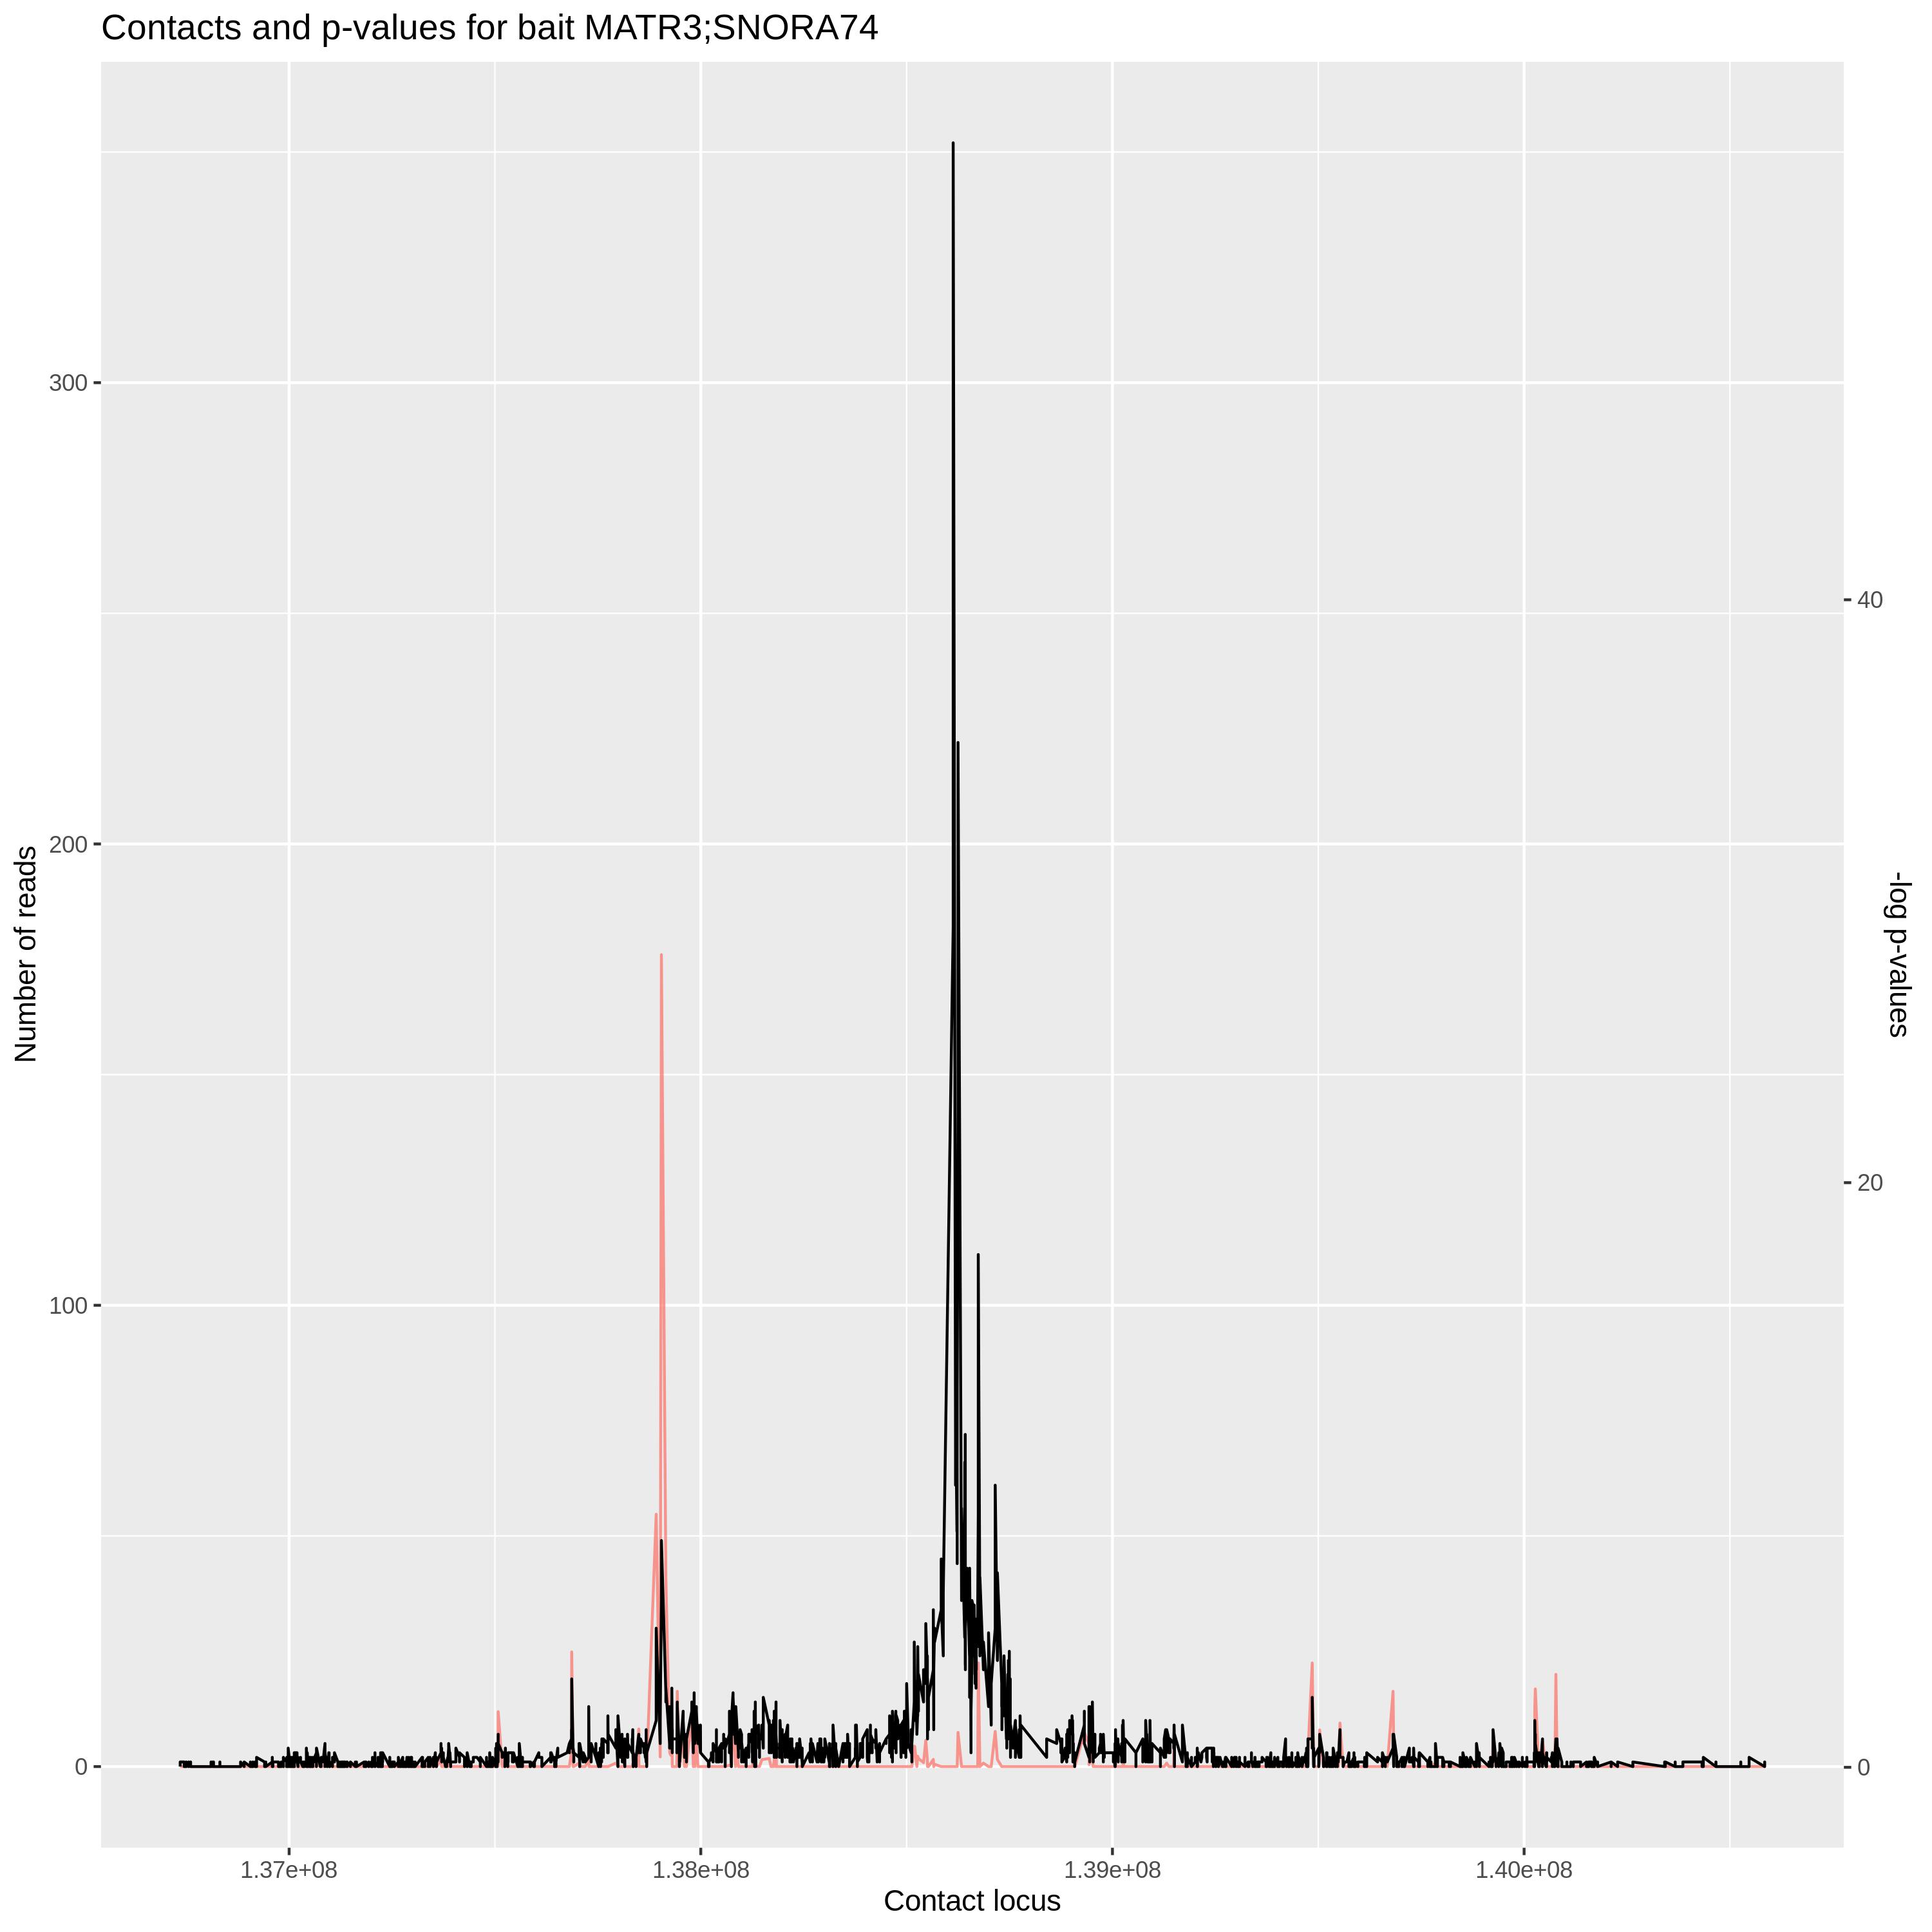 Contacts and p-values for bait MATR3;SNORA74
300
200
100
0
Number of reads
40
20
0
-log p-values
1.37e+08
1.38e+08
1.39e+08
1.40e+08
Contact locus